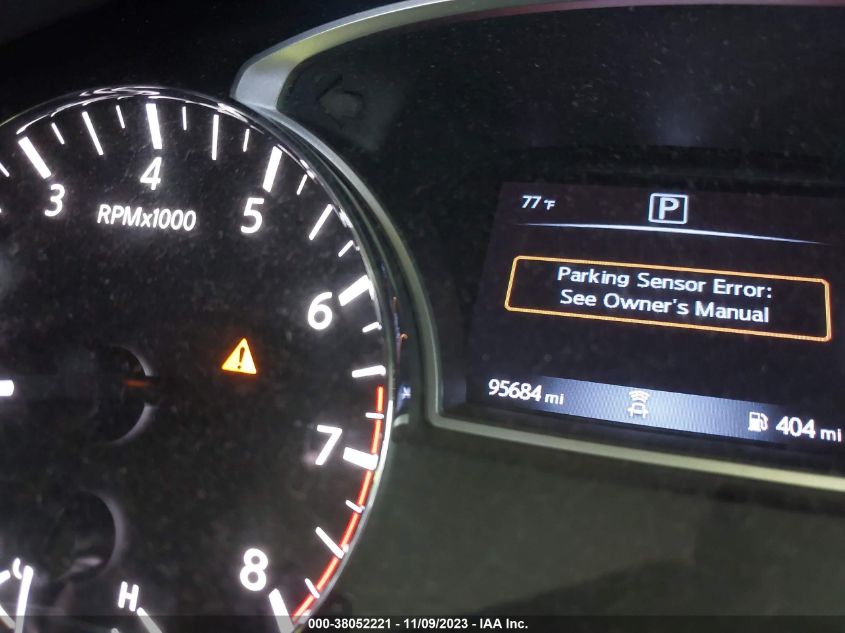 3
4
5
6
7
8
RPMx1000
H
77°F
P
Parking Sensor Error:
See Owner's Manual
95684 mi
404 mi
000-38052221 - 11/09/2023 - IAA Inc.